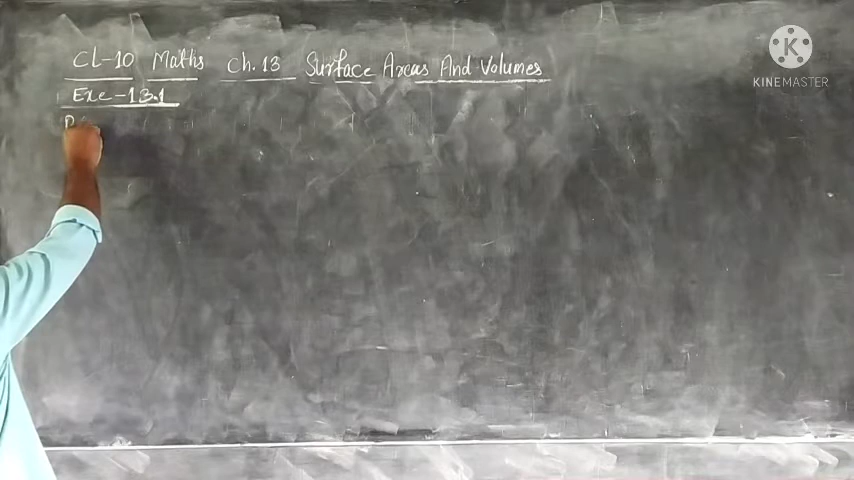 CL-10 Maths Ch. 13 Surface Areas And Volumes
Exe-13.1
KINEMASTER